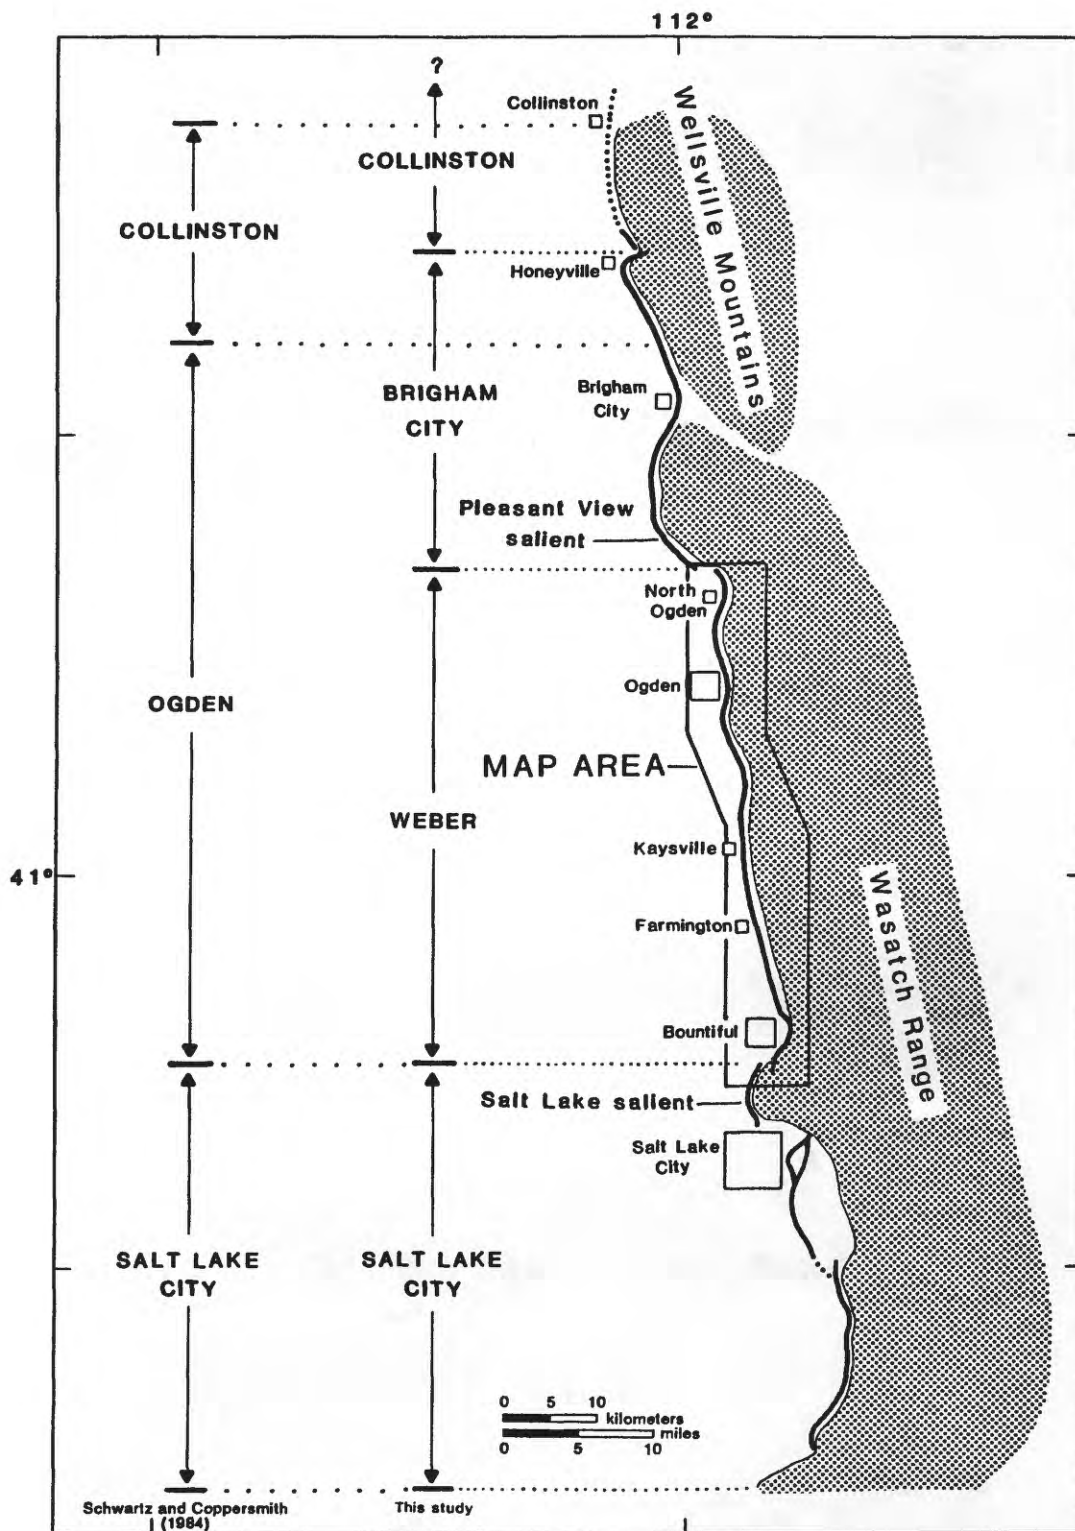 112°
?
Collinston
COLLINSTON
COLLINSTON
Wellsville Mountains
Honeyville
BRIGHAM
CITY
Brigham
City
Pleasant View
salient
North
Ogden
OGDEN
Ogden
MAP AREA
WEBER
Kaysville
41°
Farmington
Wasatch Range
Bountiful
Salt Lake salient
Salt Lake
City
SALT LAKE
CITY
SALT LAKE
CITY
0 5 10
kilometers
miles
0 5 10
Schwartz and Coppersmith
(1984)
This study